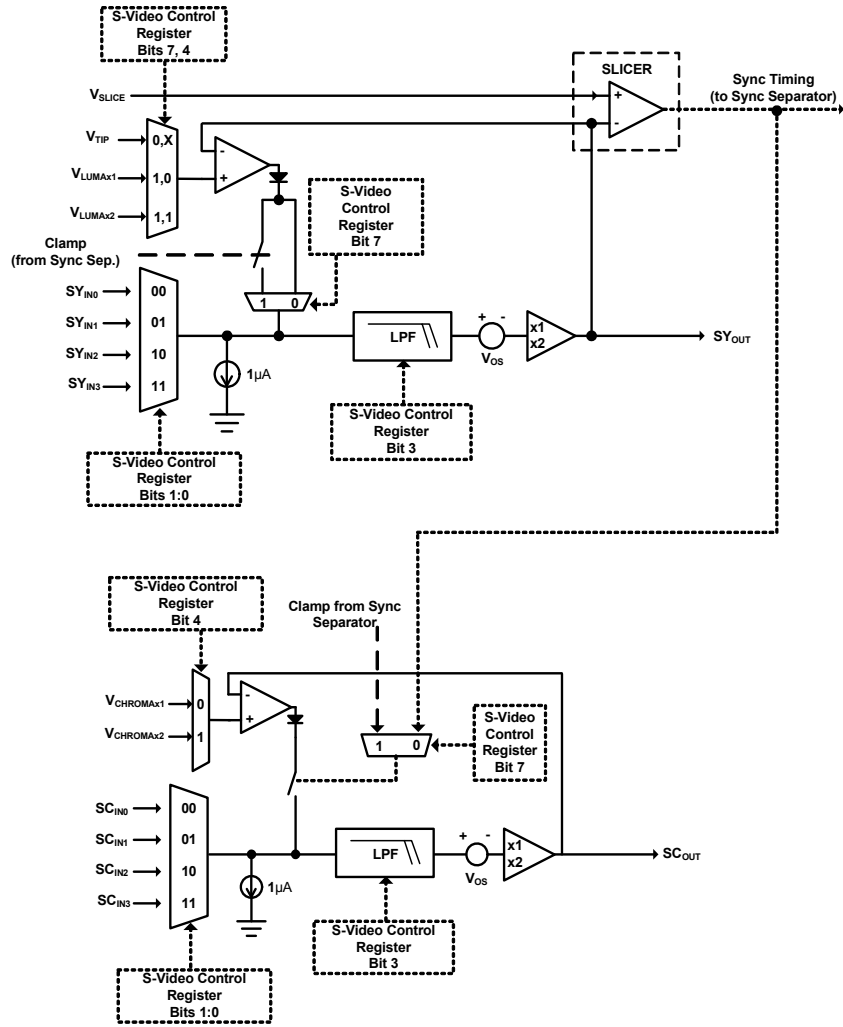 S-Video Control
Register
Bits 7, 4
SLICER
Sync Timing
(to Sync Separator)
VSLICE
+
-
VTIP
0,X
VLUMAx1
1,0
VLUMAx2
1,1
-
+
S-Video
Control
Register
Bit 7
Clamp
(from Sync Sep.)
1 0
SYIN0
00
SYIN1
01
SYIN2
10
SYIN3
11
1µA
LPF
+ -
VOS
x1
x2
SYOUT
S-Video Control
Register
Bit 3
S-Video Control
Register
Bits 1:0
S-Video Control
Register
Bit 4
Clamp from Sync
Separator
VCHROMAx1
0
VCHROMAx2
1
-
+
1 0
S-Video
Control
Register
Bit 7
SCIN0
00
SCIN1
01
SCIN2
10
SCIN3
11
1µA
LPF
+ -
VOS
x1
x2
SCOUT
S-Video Control
Register
Bit 3
S-Video Control
Register
Bits 1:0